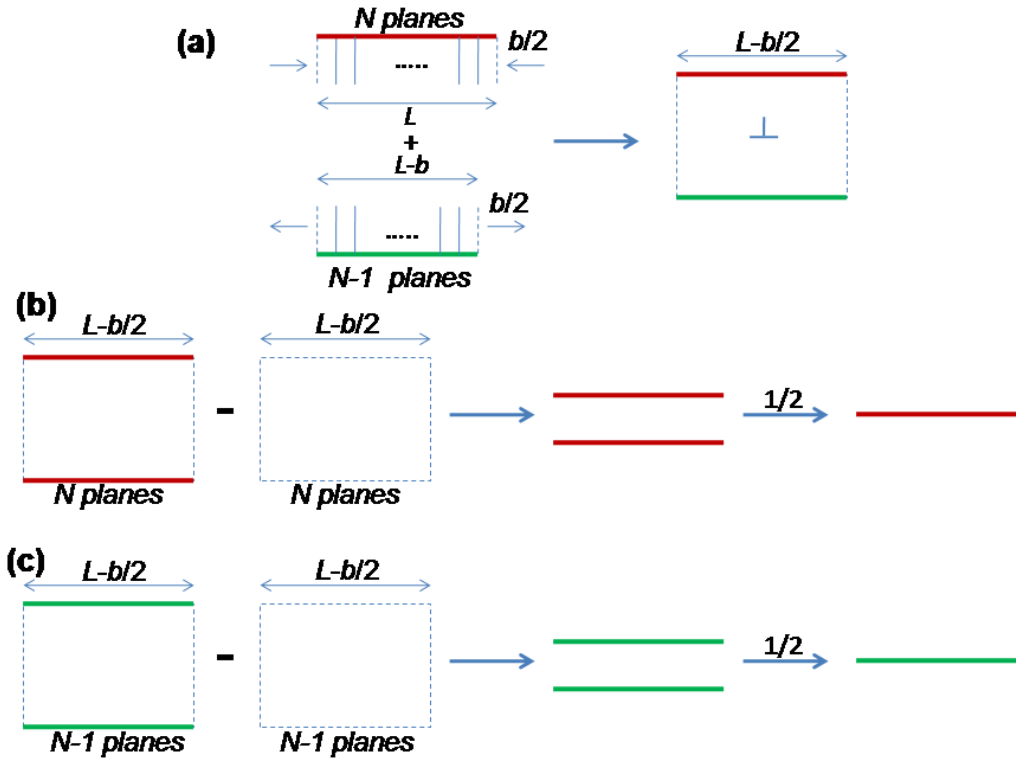 (a)
N planes
b/2
.....
L
+
L-b
b/2
.....
N-1 planes
L-b/2
(b)
L-b/2
-
L-b/2
1/2
N planes
N planes
(c)
L-b/2
-
L-b/2
1/2
N-1 planes
N-1 planes